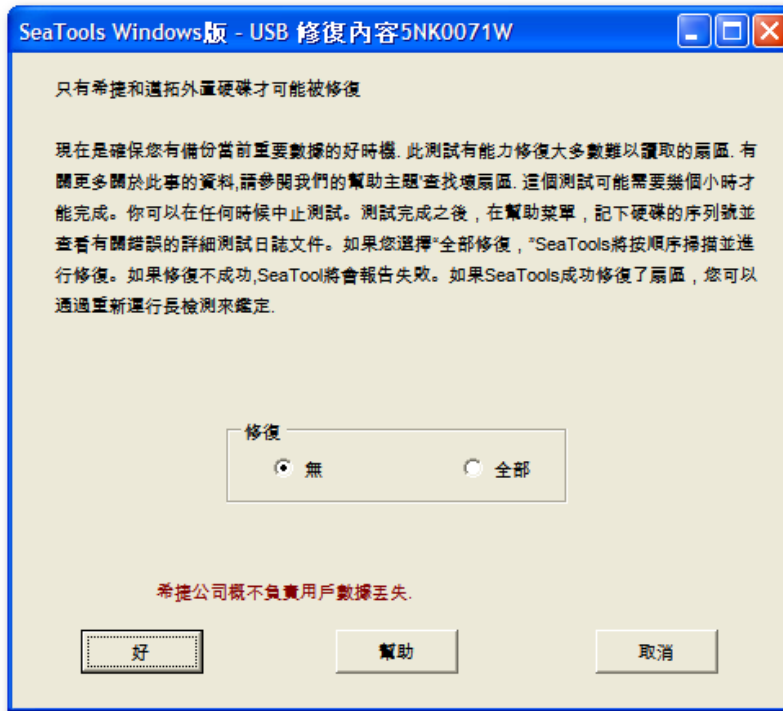 SeaTools Windows版 - USB 修復內容5NK0071W
只有希捷和邁拓外置硬碟才可能被修復
現在是確保您有備份當前重要數據的好時機. 此測試有能力修復大多數難以讀取的扇區. 有
關更多關於此事的資料,請參閱我們的幫助主題'查找壞扇區. 這個測試可能需要幾個小時才
能完成。你可以在任何時候中止測試。測試完成之後，在幫助菜單，記下硬碟的序列號並
查看有關錯誤的詳細測試日誌文件。如果您選擇“全部修復，”SeaTools將按順序掃描並進
行修復。如果修復不成功,SeaTool將會報告失敗。如果SeaTools成功修復了扇區，您可以
通過重新運行長檢測來鑑定.
修復
無 全部
希捷公司概不負責用戶數據丟失.
好 幫助 取消